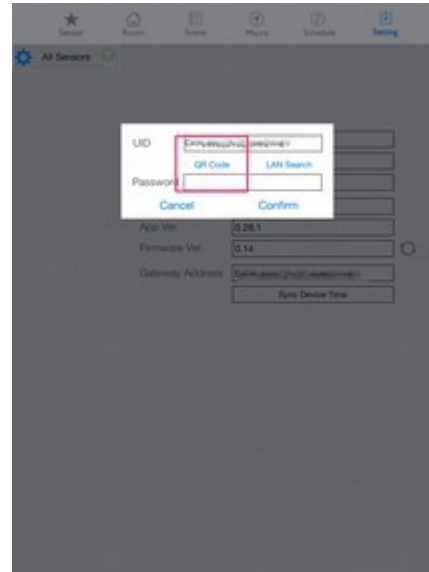 Sensor Room Scene Macro Schedule Setting
All Sensors
UID
QR Code LAN Search
Password
Cancel Confirm
App Ver. 0.28.1
Firmware Ver. 0.14
Gateway Address
Sync Device Time